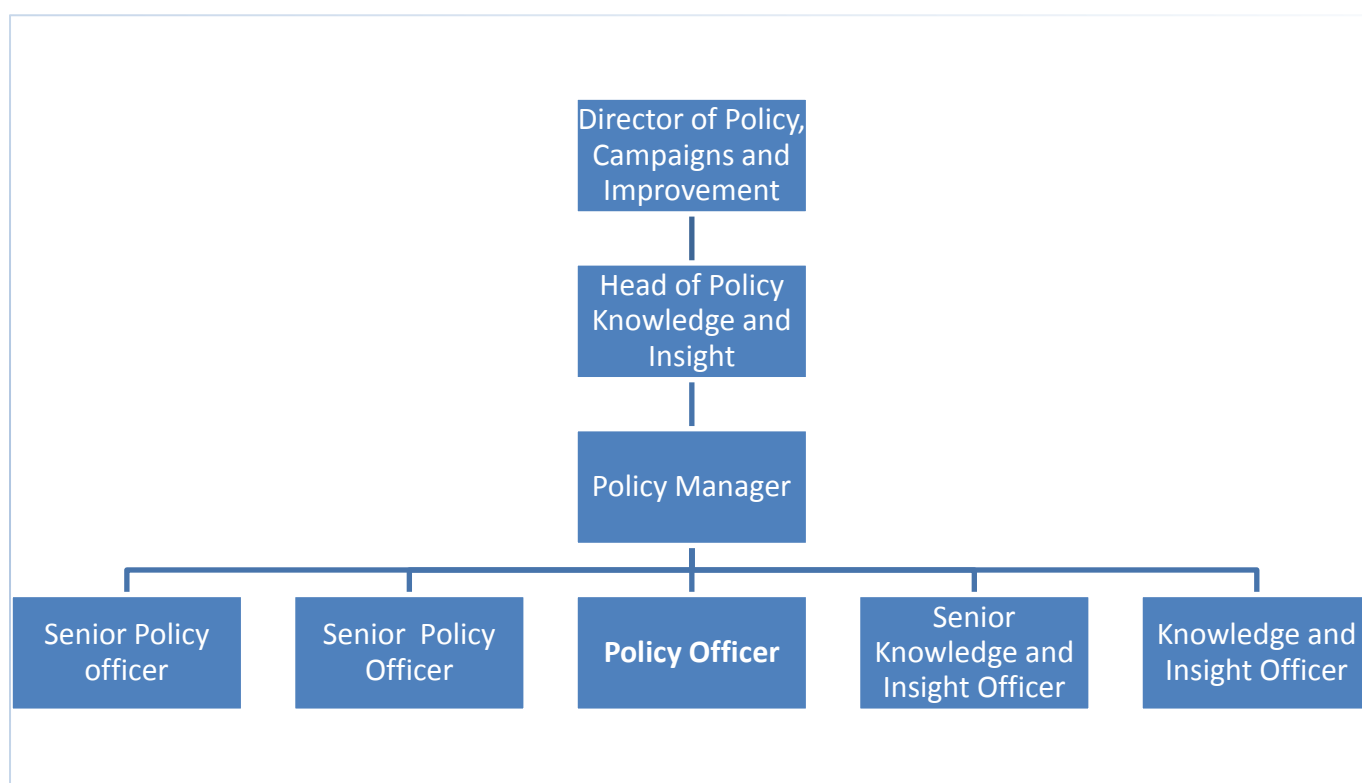 Director of Policy,
Campaigns and
Improvement
Head of Policy
Knowledge and
Insight
Policy Manager
Senior Policy
officer
Senior  Policy
Officer
Policy Officer
Senior
Knowledge and
Insight Officer
Knowledge and
Insight Officer